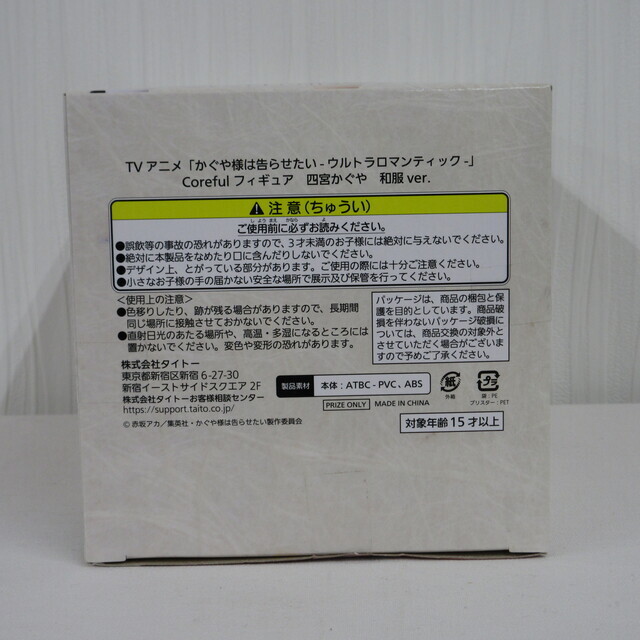 TV アニメ「かぐや様は告らせたい - ウルトラロマンティック -」
Coreful フィギュア　四宮かぐや　和服 ver.
⚠ 注意(ちゅうい)
ご使用前に必ずお読みください。
●誤飲等の事故の恐れがありますので、3才未満のお子様には絶対に与えないでください。
●絶対に本製品をなめたり口に含んだりしないでください。
●デザイン上、とがっている部分があります。ご使用の際には十分ご注意ください。
●小さなお子様の手の届かない安全な場所で展示及び保管を行ってください。
<使用上の注意>
●色移りしたり、跡が残る場合がありますので、長期間
同じ場所に接触させておかないでください。
●直射日光のあたる場所や、高温・多湿になるところには
置かないでください。変色や変形の恐れがあります。
パッケージは、商品の梱包と保
護を目的としています。商品破
損を伴わないパッケージ破損に
ついては、商品交換の対象外と
させていただく場合がございま
すので予めご了承ください。
株式会社タイトー
東京都新宿区新宿 6-27-30
新宿イーストサイドスクエア 2F
株式会社タイトーお客様相談センター
https://support.taito.co.jp/
製品素材 本体：ATBC - PVC、ABS
PRIZE ONLY MADE IN CHINA
紙
外箱
プラ
袋：PE
ブリスター：PET
対象年齢 15 才以上
© 赤坂アカ／集英社・かぐや様は告らせたい製作委員会